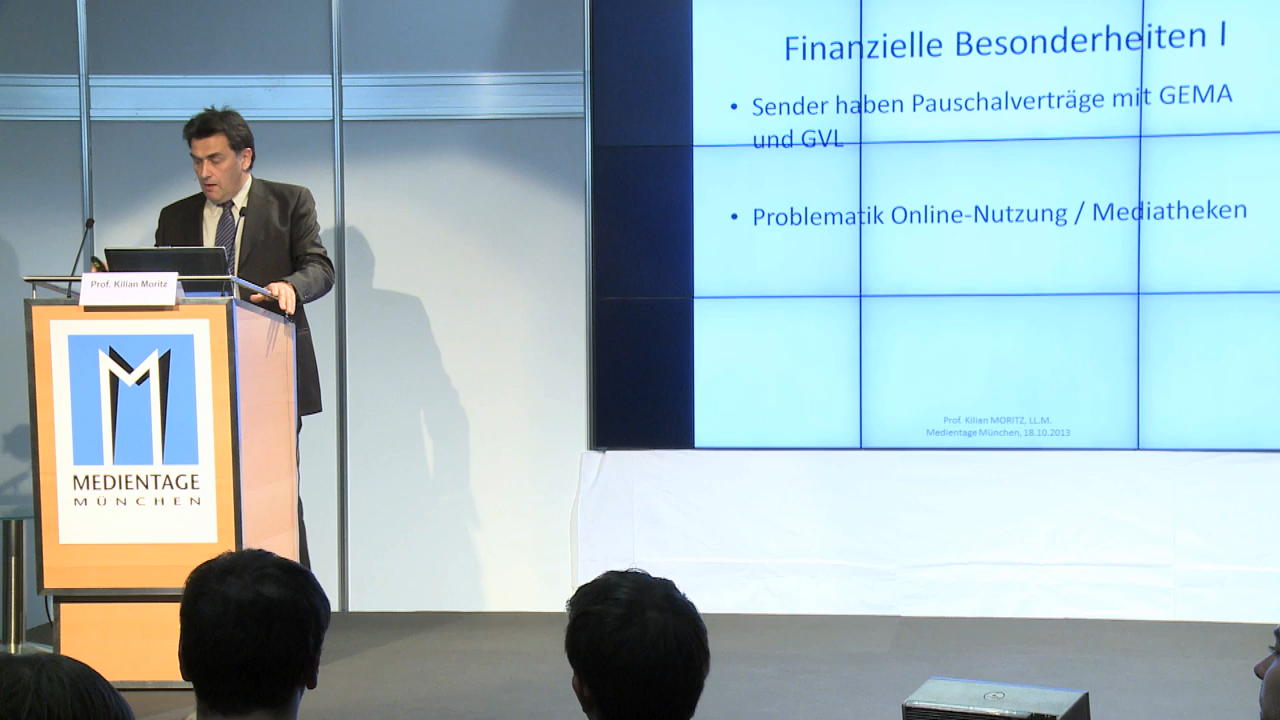 Finanzielle Besonderheiten I
• Sender haben Pauschalverträge mit GEMA
und GVL
• Problematik Online-Nutzung / Mediatheken
Prof. Kilian MORITZ, LL.M.
Medientage München, 18.10.2013
Prof. Kilian Moritz
M
MEDIENTAGE
MÜNCHEN